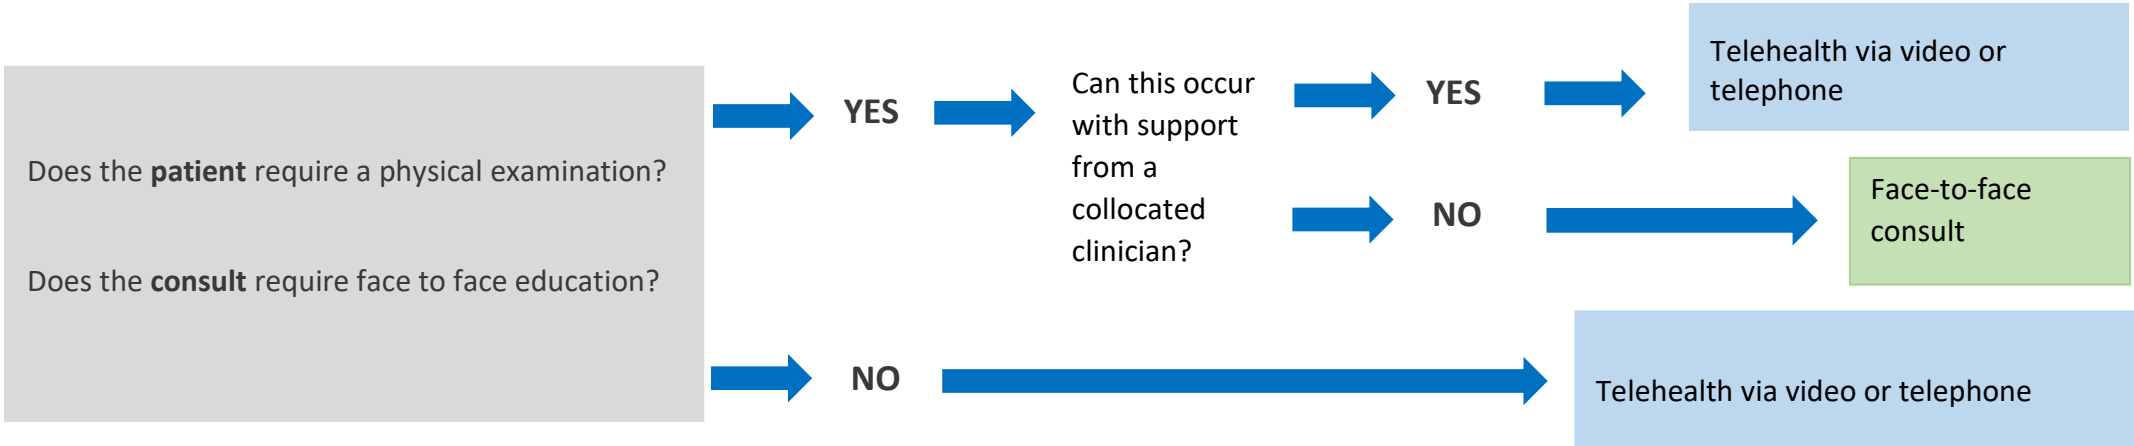 Does the patient require a physical examination?
Does the consult require face to face education?
YES
Can this occur
with support
from a
collocated
clinician?
YES
Telehealth via video or
telephone
NO
Face-to-face
consult
NO
Telehealth via video or telephone